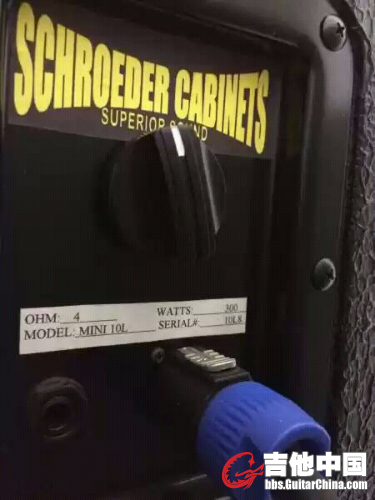 SCHROEDER CABINETS
SUPERIOR SOUND
OHM: 4 WATTS: 300
MODEL: MINI 10L SERIAL#: 10L8
吉他中国
bbs.GuitarChina.com